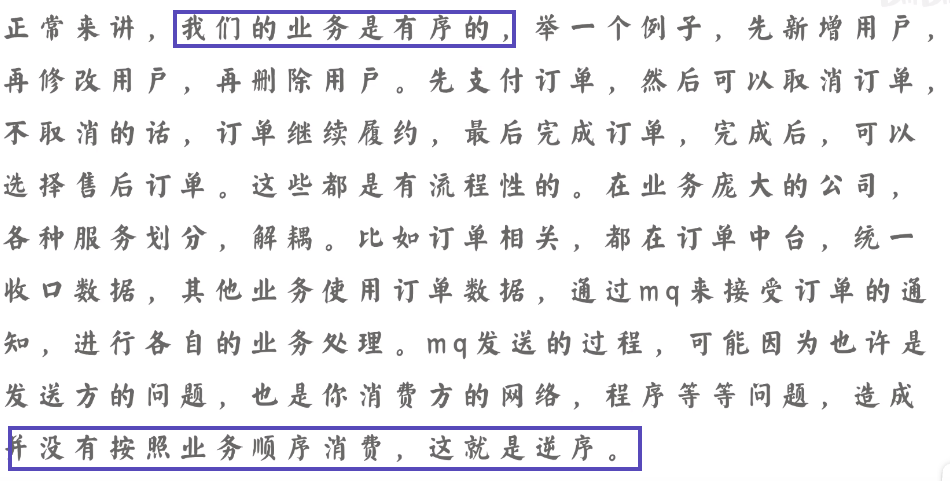 正常来讲，我们的业务是有序的，举一个例子，先新增用户，
再修改用户，再删除用户。先支付订单，然后可以取消订单，
不取消的话，订单继续履约，最后完成订单，完成后，可以
选择售后订单。这些都是有流程性的。在业务庞大的公司，
各种服务划分，解耦。比如订单相关，都在订单中台，统一
收口数据，其他业务使用订单数据，通过mq来接受订单的通
知，进行各自的业务处理。mq发送的过程，可能因为也许是
发送方的问题，也是你消费方的网络，程序等等问题，造成
并没有按照业务顺序消费，这就是逆序。